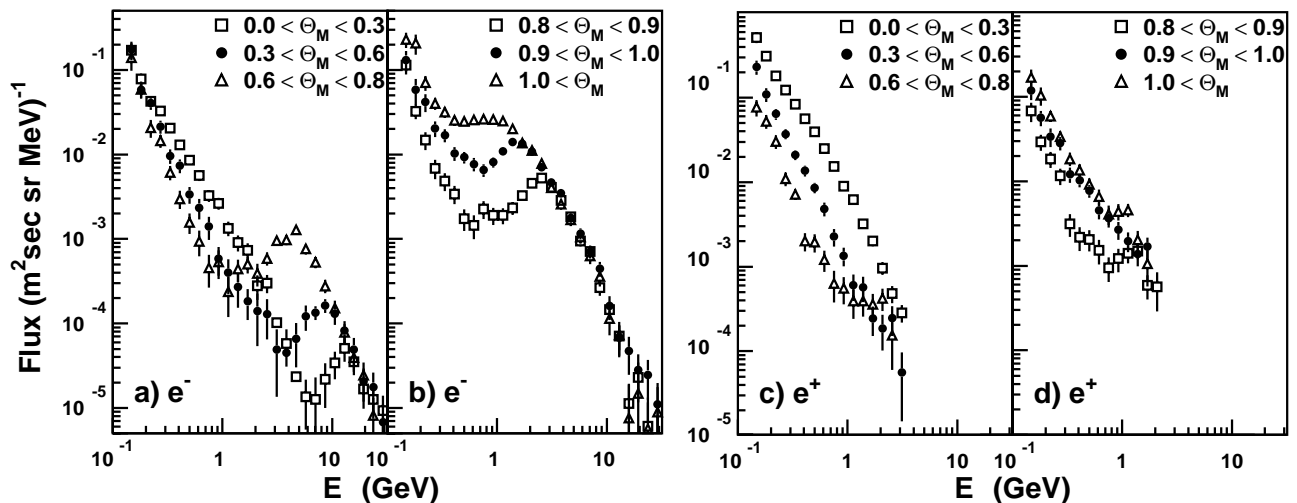 Flux (m²sec sr MeV)⁻¹
10⁻¹
10⁻²
10⁻³
10⁻⁴
10⁻⁵
0.0 < Θ_M < 0.3
0.3 < Θ_M < 0.6
0.6 < Θ_M < 0.8
a) e⁻
0.8 < Θ_M < 0.9
0.9 < Θ_M < 1.0
1.0 < Θ_M
b) e⁻
10⁻¹ 1 10 10⁻¹ 1 10
E (GeV)
10⁻¹
10⁻²
10⁻³
10⁻⁴
10⁻⁵
0.0 < Θ_M < 0.3
0.3 < Θ_M < 0.6
0.6 < Θ_M < 0.8
c) e⁺
0.8 < Θ_M < 0.9
0.9 < Θ_M < 1.0
1.0 < Θ_M
d) e⁺
10⁻¹ 1 10 10⁻¹ 1 10
E (GeV)